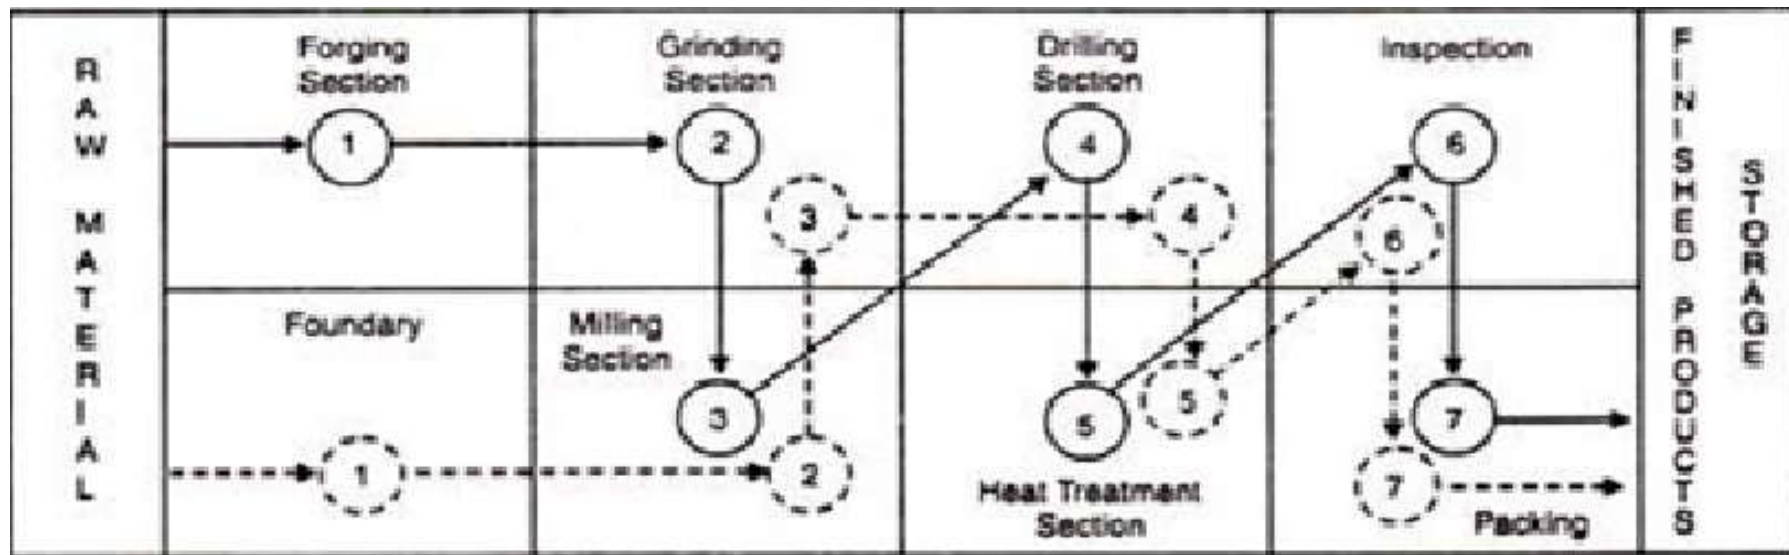 RAW MATERIAL
Forging
Section
1
Grinding
Section
2
3
Drilling
Section
4
4
Inspection
6
6
Foundary
1
Milling
Section
3
2
5
5
Heat Treatment
Section
7
7
Packing
FINISHED PRODUCTS
STORAGE